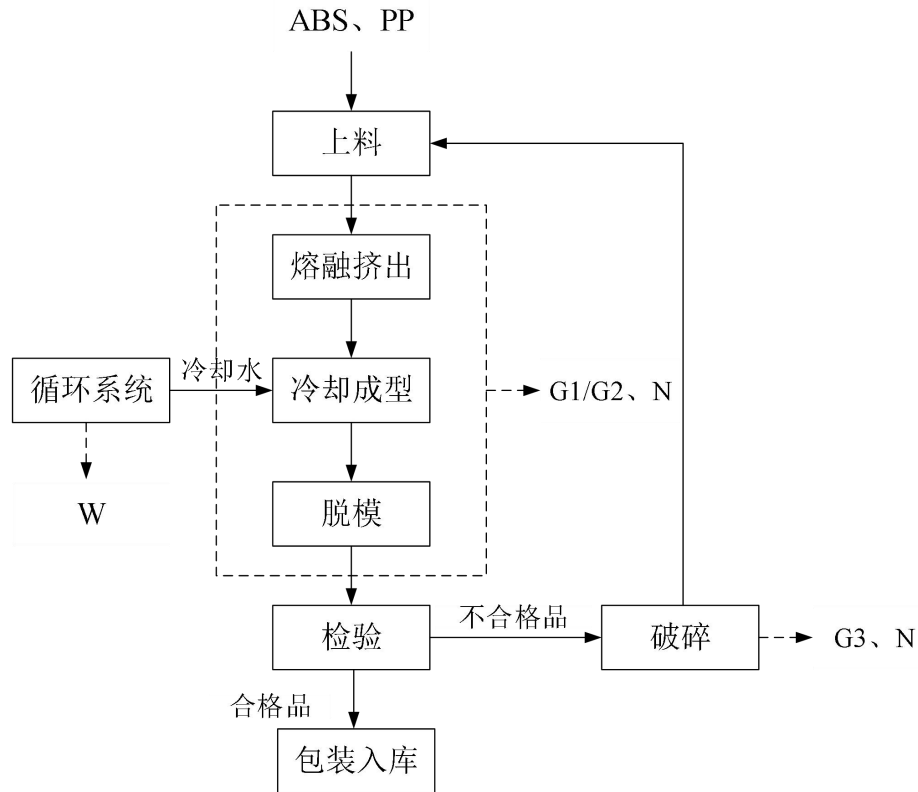 ABS、PP
上料
熔融挤出
循环系统
冷却水
冷却成型
G1/G2、N
W
脱模
检验
不合格品
破碎
G3、N
合格品
包装入库